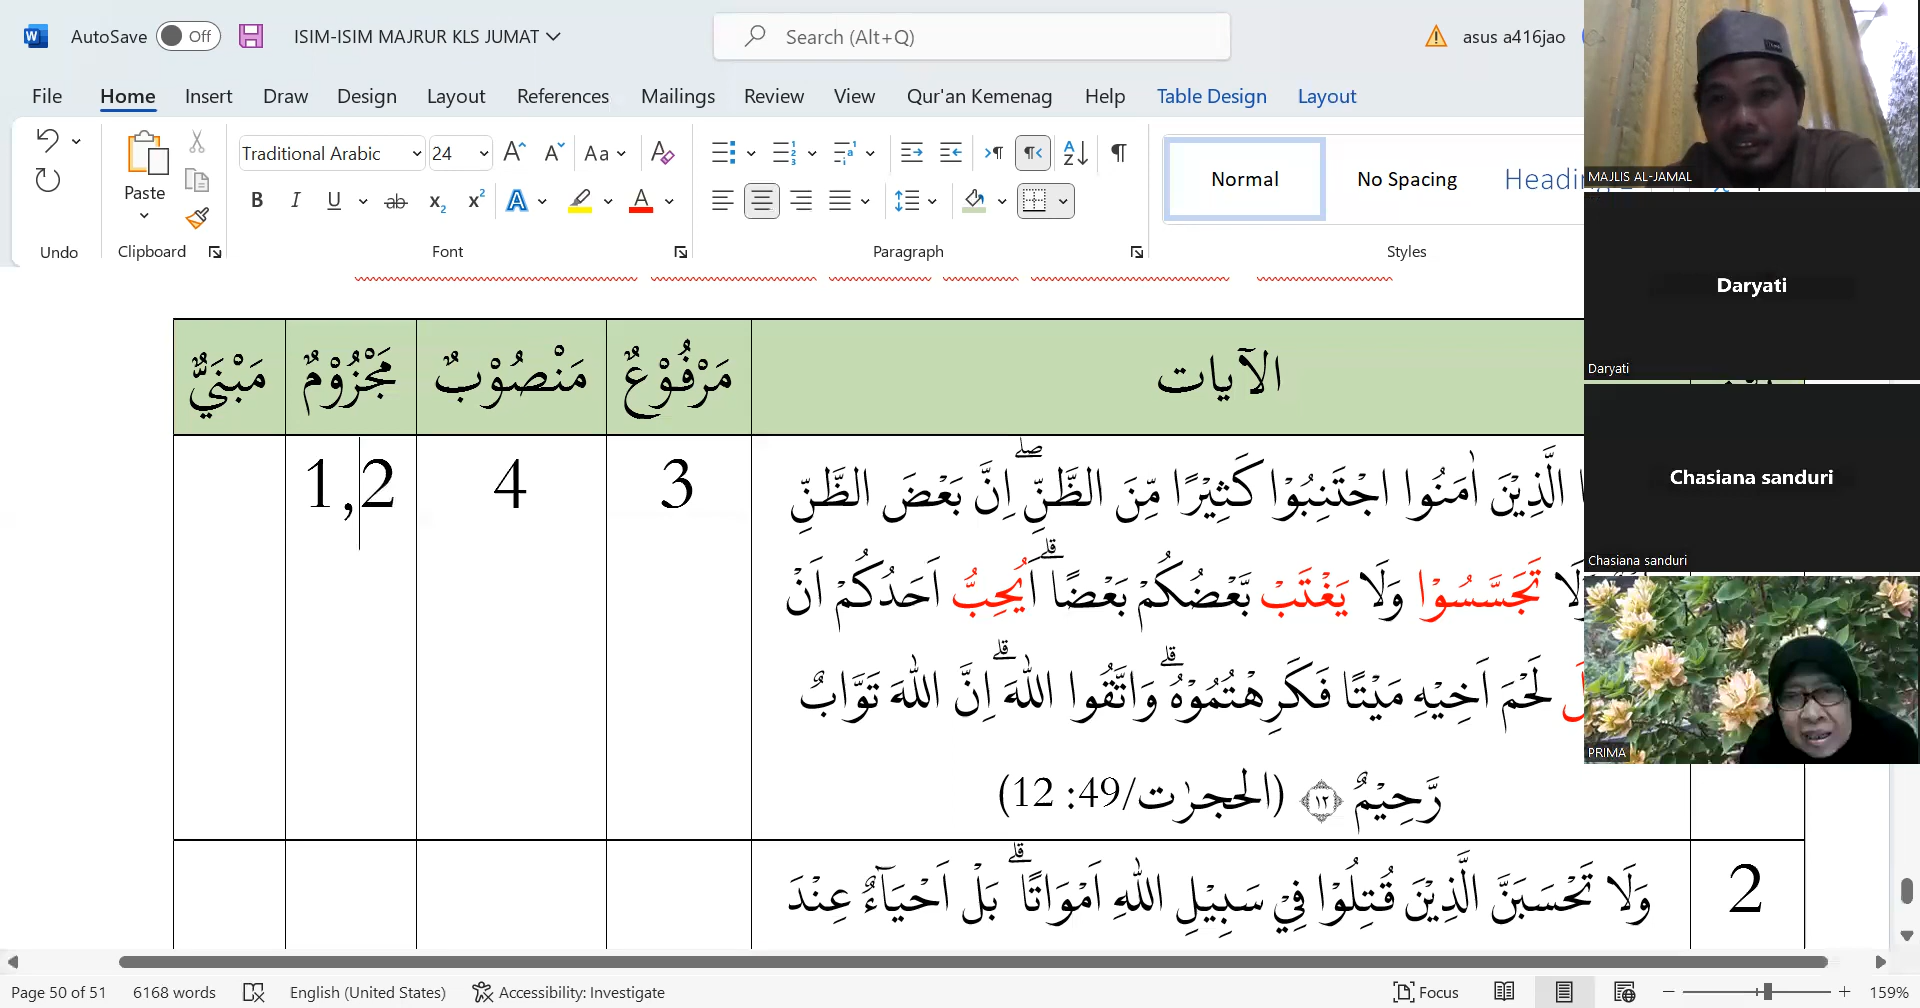 AutoSave Off ISIM-ISIM MAJRUR KLS JUMAT Search (Alt+Q) asus a416jao
File Home Insert Draw Design Layout References Mailings Review View Qur'an Kemenag Help Table Design Layout
Traditional Arabic 24
Paste
Normal No Spacing Heading
Undo Clipboard Font Paragraph Styles
MAJLIS AL-JAMAL
Daryati
Daryati
Chasiana sanduri
Chasiana sanduri
PRIMA
الآيات مَرْفُوْعٌ مَنْصُوْبٌ مَجْزُوْمٌ مَبْنَيٌّ
الَّذِيْنَ اٰمَنُوا اجْتَنِبُوْا كَثِيْرًا مِّنَ الظَّنِّۖ اِنَّ بَعْضَ الظَّنِّ 3 4 1,2
تَجَسَّسُوْا وَلَا يَغْتَبْ بَّعْضُكُمْ بَعْضًاۗ اَيُحِبُّ اَحَدُكُمْ اَنْ
لَحْمَ اَخِيْهِ مَيْتًا فَكَرِهْتُمُوْهُۗ وَاتَّقُوا اللّٰهَۗ اِنَّ اللّٰهَ تَوَّابٌ
رَّحِيْمٌ ١٢ (الحجرٰت/49: 12)
2 وَلَا تَحْسَبَنَّ الَّذِيْنَ قُتِلُوْا فِيْ سَبِيْلِ اللّٰهِ اَمْوَاتًاۗ بَلْ اَحْيَاۤءٌ عِنْدَ
Page 50 of 51 6168 words English (United States) Accessibility: Investigate Focus 159%